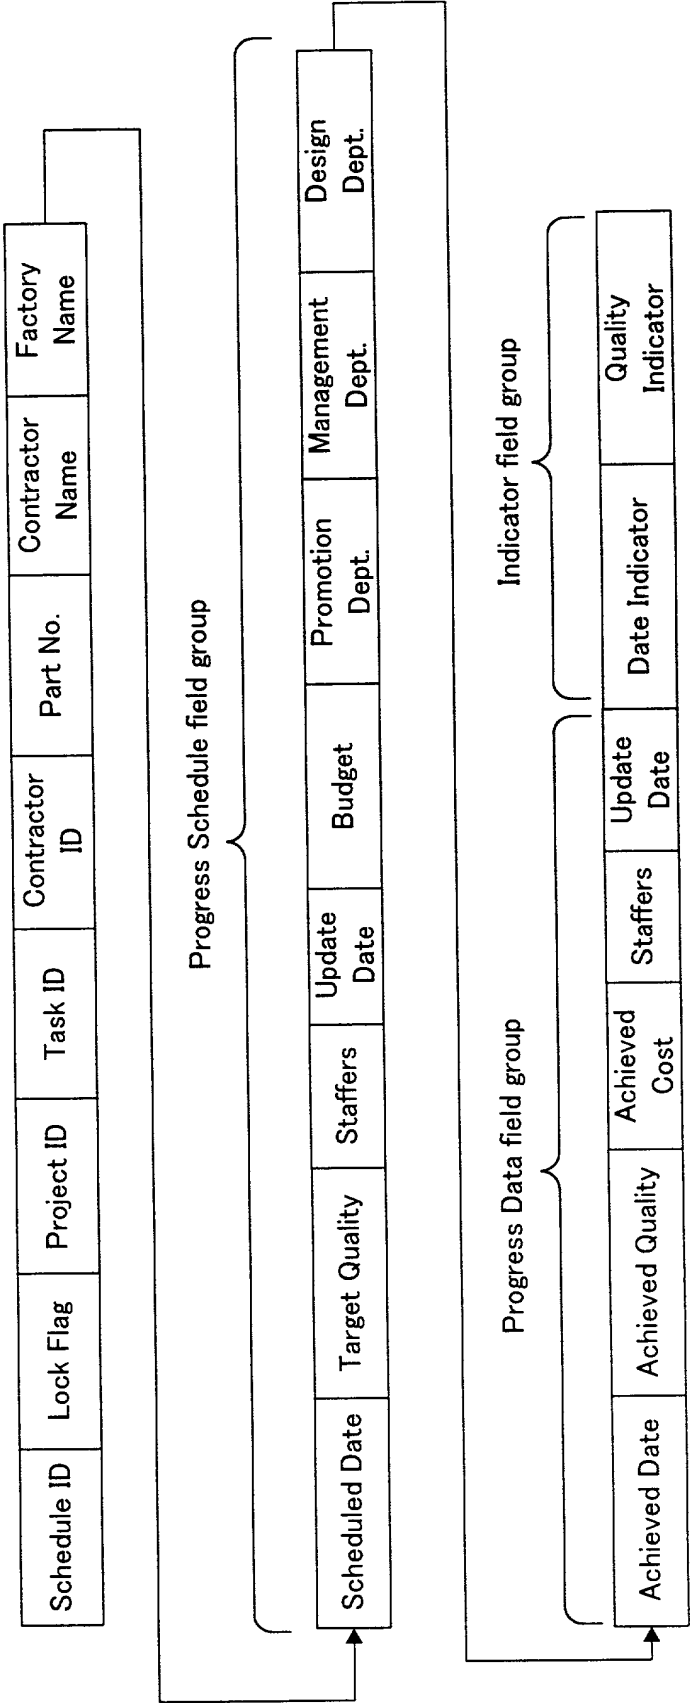 Schedule ID
Lock Flag
Project ID
Task ID
Contractor
ID
Part No.
Contractor
Name
Factory
Name
Progress Schedule field group
Scheduled Date
Target Quality
Staffers
Update
Date
Budget
Promotion
Dept.
Management
Dept.
Design
Dept.
Progress Data field group
Indicator field group
Achieved Date
Achieved Quality
Achieved
Cost
Staffers
Update
Date
Date Indicator
Quality
Indicator